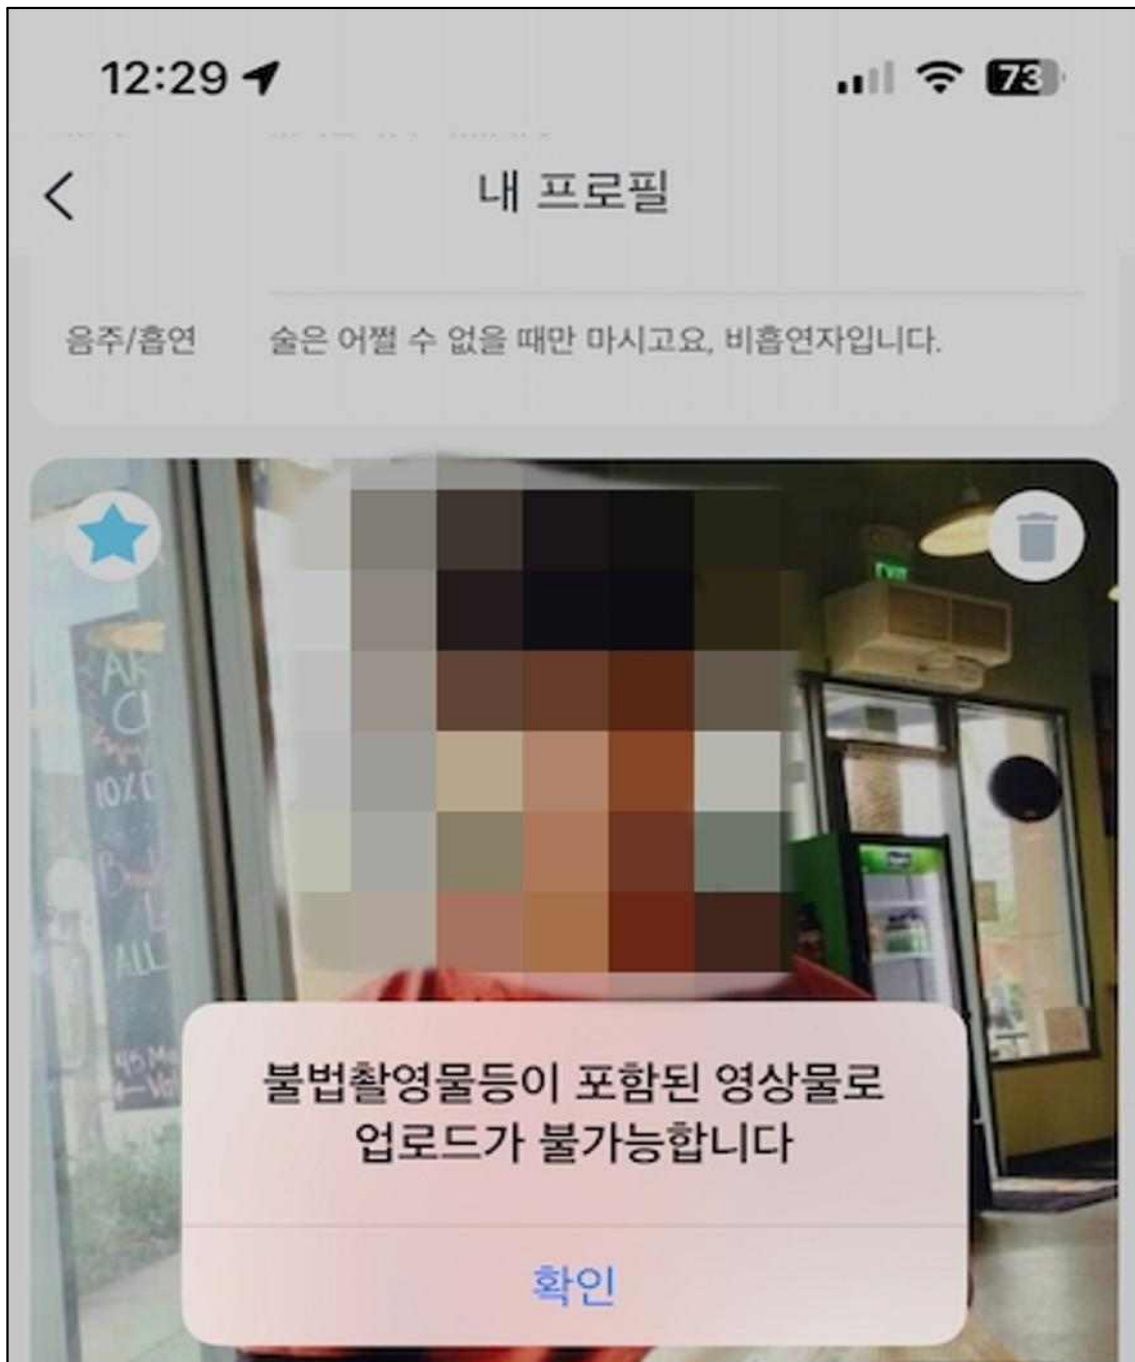 12:29
73
내 프로필
음주/흡연 술은 어쩔 수 없을 때만 마시고요, 비흡연자입니다.
EXIT
10%
ALL
불법촬영물등이 포함된 영상물로
업로드가 불가능합니다
확인